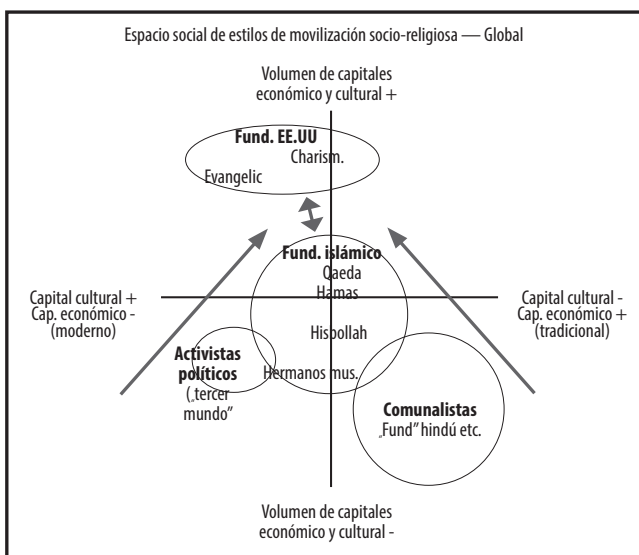 Espacio social de estilos de movilización socio-religiosa — Global
Volumen de capitales
económico y cultural +
Fund. EE.UU
Charism.
Evangelic
Fund. islámico
Qaeda
Hamas
Capital cultural +
Cap. económico -
(moderno)
Capital cultural -
Cap. económico +
(tradicional)
Hisbollah
Activistas
políticos
(„tercer
mundo”
Hermanos mus.
Comunalistas
„Fund” hindú etc.
Volumen de capitales
económico y cultural -